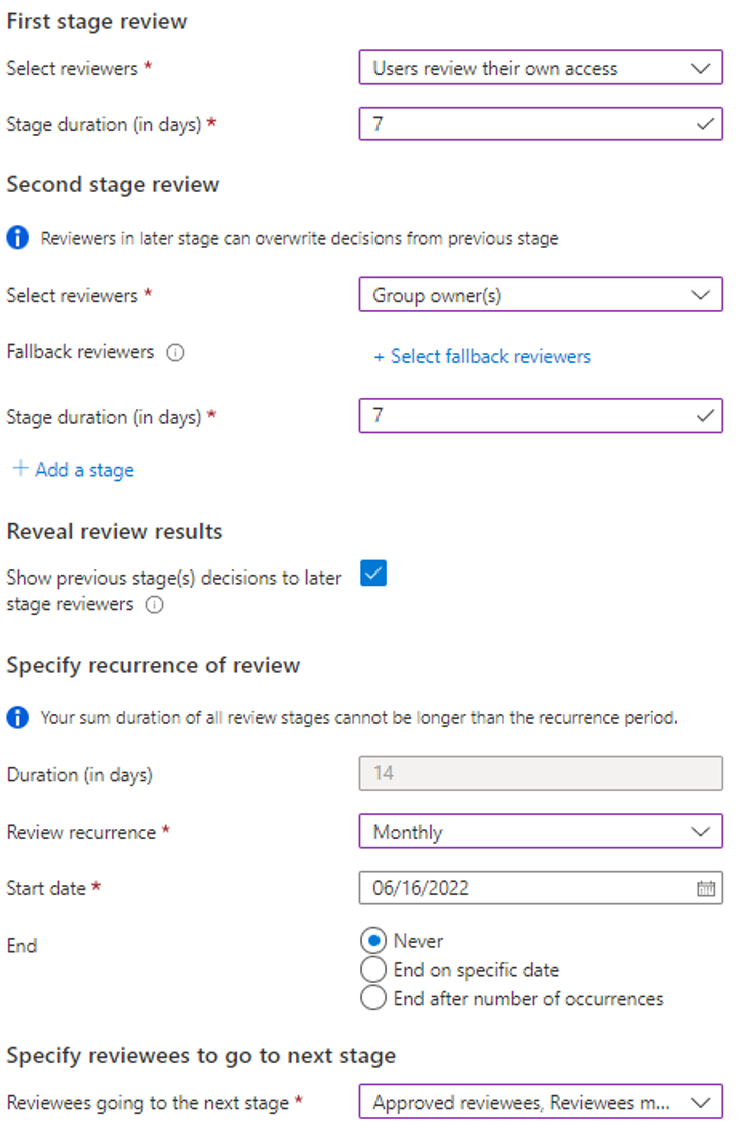 First stage review
Select reviewers *
Users review their own access
Stage duration (in days) *
7
Second stage review
Reviewers in later stage can overwrite decisions from previous stage
Select reviewers *
Group owner(s)
Fallback reviewers
+ Select fallback reviewers
Stage duration (in days) *
7
+ Add a stage
Reveal review results
Show previous stage(s) decisions to later
stage reviewers
Specify recurrence of review
Your sum duration of all review stages cannot be longer than the recurrence period.
Duration (in days)
14
Review recurrence *
Monthly
Start date *
06/16/2022
End
Never
End on specific date
End after number of occurrences
Specify reviewees to go to next stage
Reviewees going to the next stage *
Approved reviewees, Reviewees m...